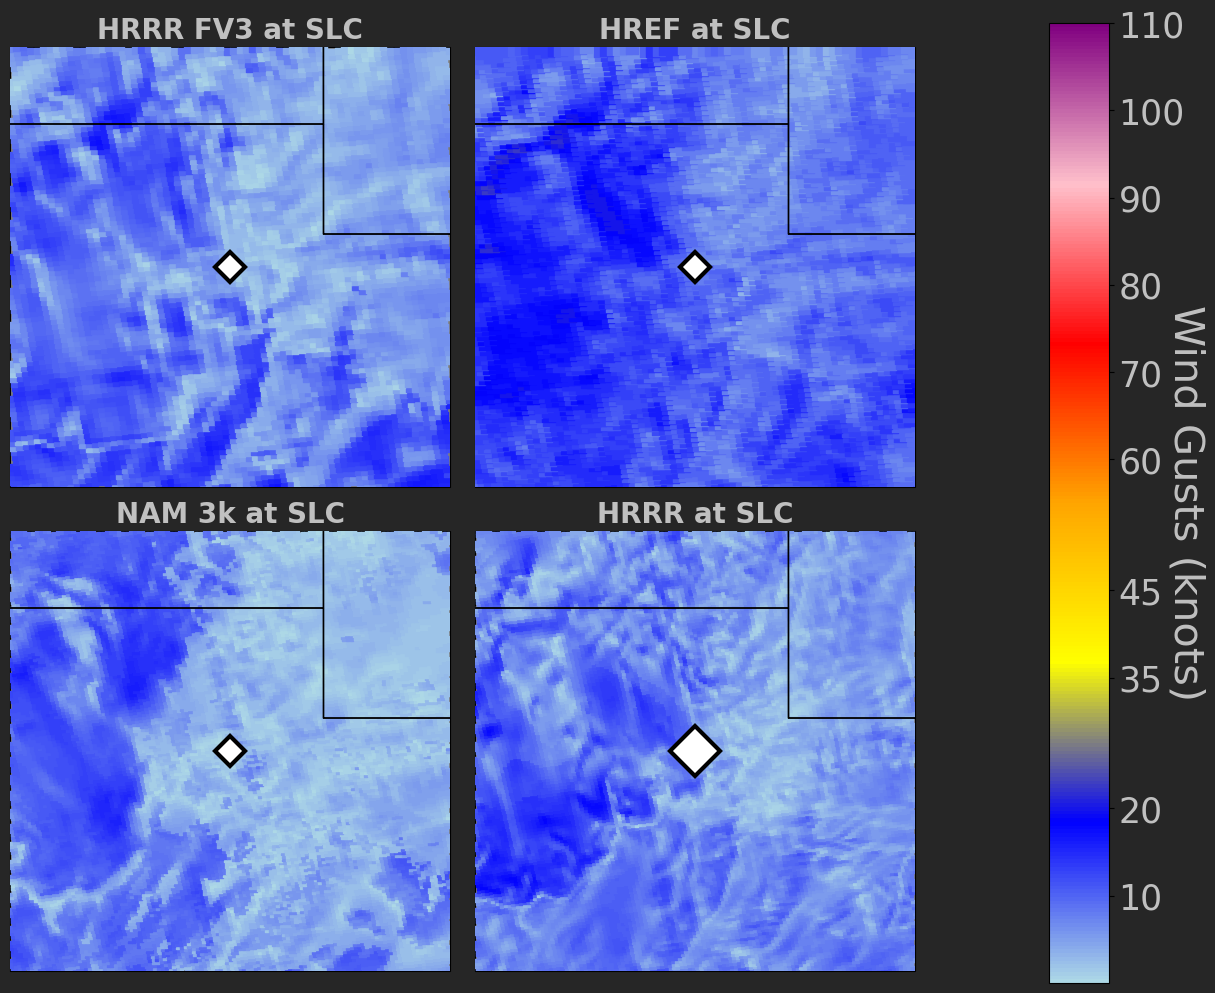 HRRR FV3 at SLC
HREF at SLC
NAM 3k at SLC
HRRR at SLC
110
100
90
80
70
60
45
35
20
10
Wind Gusts (knots)